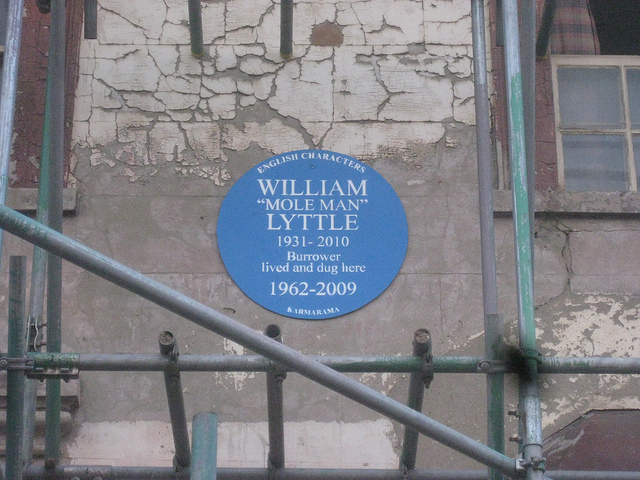 ENGLISH CHARACTERS
WILLIAM
“MOLE MAN”
LYTTLE
1931- 2010
Burrower
lived and dug here
1962-2009
KARMARAMA